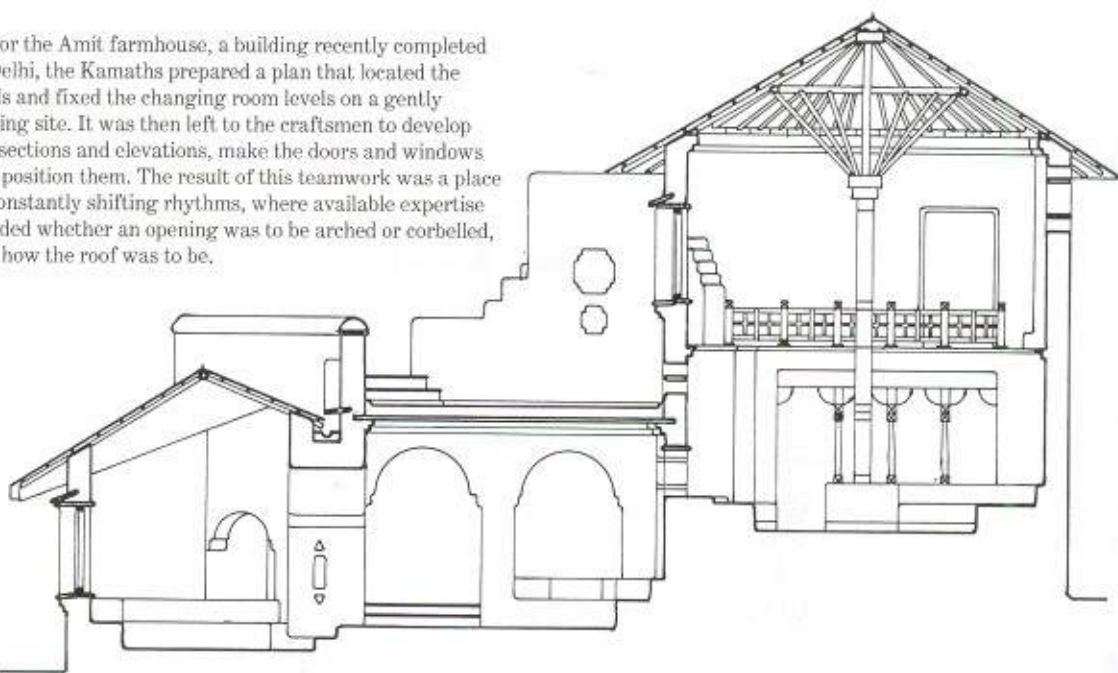 or the Amit farmhouse, a building recently completed
elhi, the Kamaths prepared a plan that located the
ls and fixed the changing room levels on a gently
ing site. It was then left to the craftsmen to develop
sections and elevations, make the doors and windows
position them. The result of this teamwork was a place
onstantly shifting rhythms, where available expertise
ded whether an opening was to be arched or corbelled,
how the roof was to be.